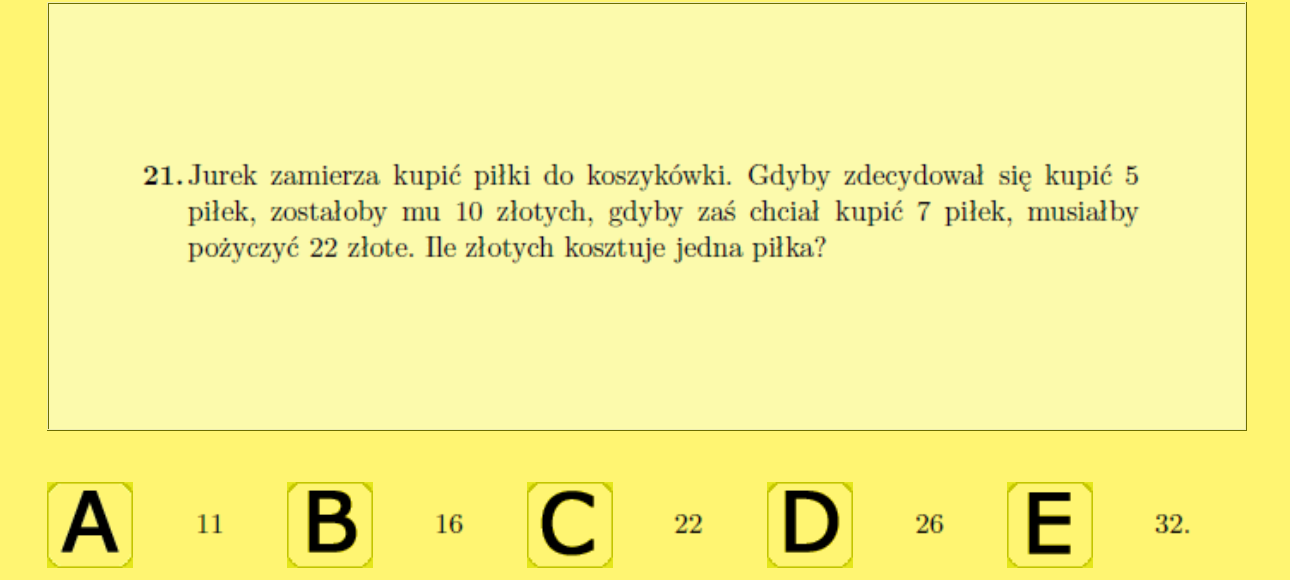 21. Jurek zamierza kupić piłki do koszykówki. Gdyby zdecydował się kupić 5
piłek, zostałoby mu 10 złotych, gdyby zaś chciał kupić 7 piłek, musiałby
pożyczyć 22 złote. Ile złotych kosztuje jedna piłka?
A 11 B 16 C 22 D 26 E 32.